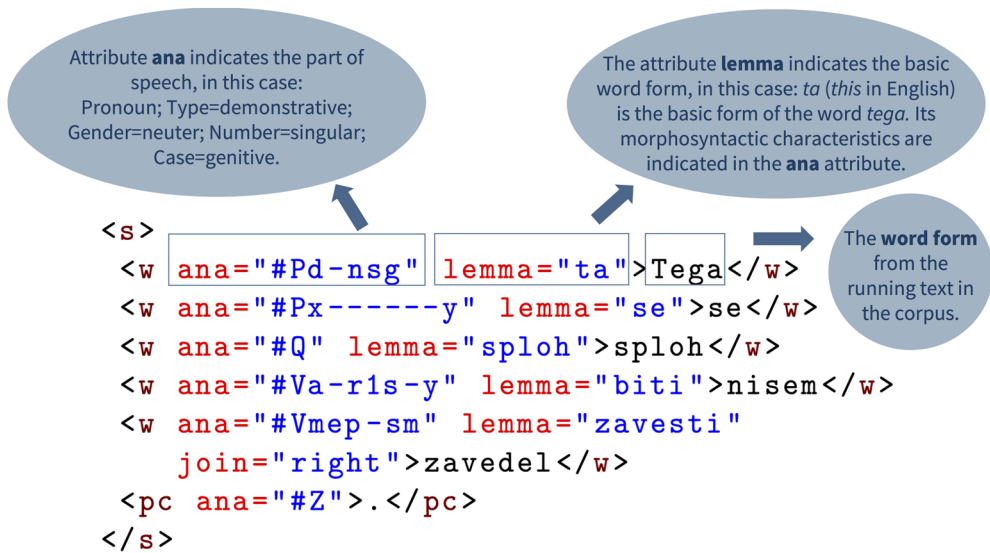 Attribute ana indicates the part of
speech, in this case:
Pronoun; Type=demonstrative;
Gender=neuter; Number=singular;
Case=genitive.
The attribute lemma indicates the basic
word form, in this case: ta (this in English)
is the basic form of the word tega. Its
morphosyntactic characteristics are
indicated in the ana attribute.
The word form
from the
running text in
the corpus.
<s>
<w ana="#Pd-nsg" lemma="ta">Tega</w>
<w ana="#Px------y" lemma="se">se</w>
<w ana="#Q" lemma="sploh">sploh</w>
<w ana="#Va-r1s-y" lemma="biti">nisem</w>
<w ana="#Vmep-sm" lemma="zavesti"
join="right">zavedel</w>
<pc ana="#Z">.</pc>
</s>